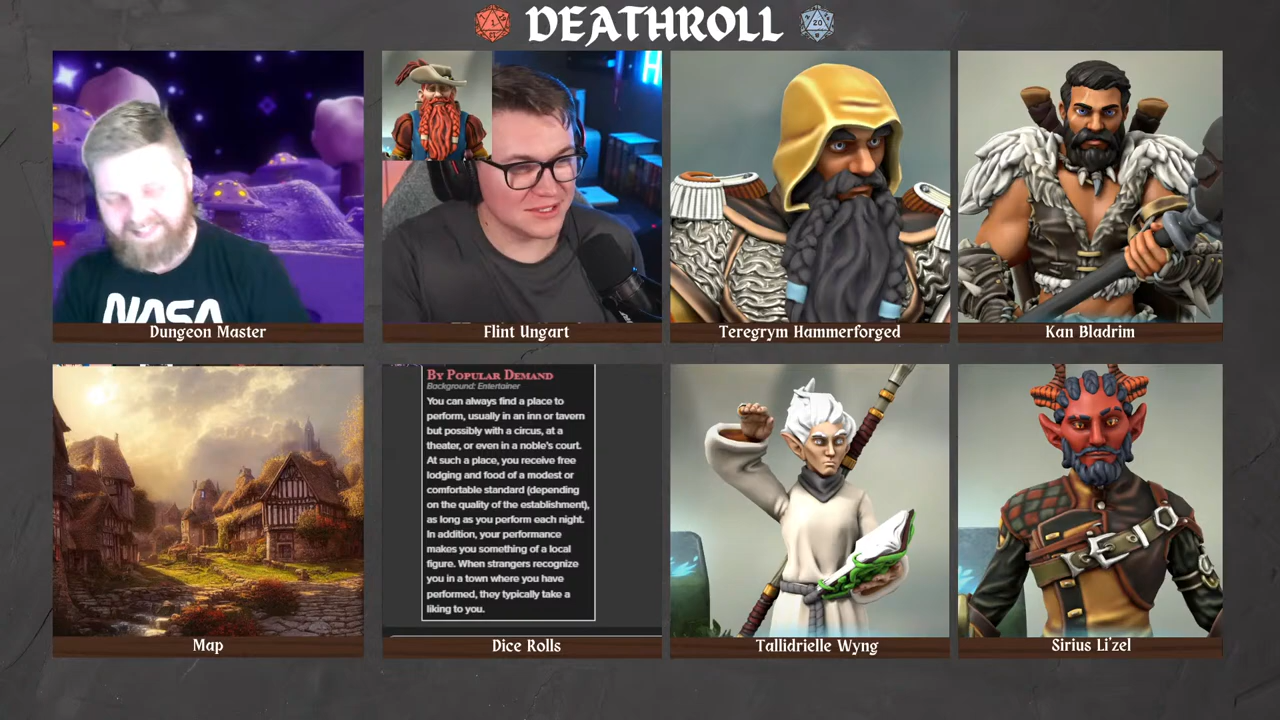 DEATHROLL
1
20
NASA
Dungeon Master
Flint Ungart
Teregrym Hammerforged
Kan Bladrim
By Popular Demand
Background: Entertainer
You can always find a place to
perform, usually in an inn or tavern
but possibly with a circus, at a
theater, or even in a noble's court.
At such a place, you receive free
lodging and food of a modest or
comfortable standard (depending
on the quality of the establishment),
as long as you perform each night.
In addition, your performance
makes you something of a local
figure. When strangers recognize
you in a town where you have
performed, they typically take a
liking to you.
Map
Dice Rolls
Tallidrielle Wyng
Sirius Li'zel